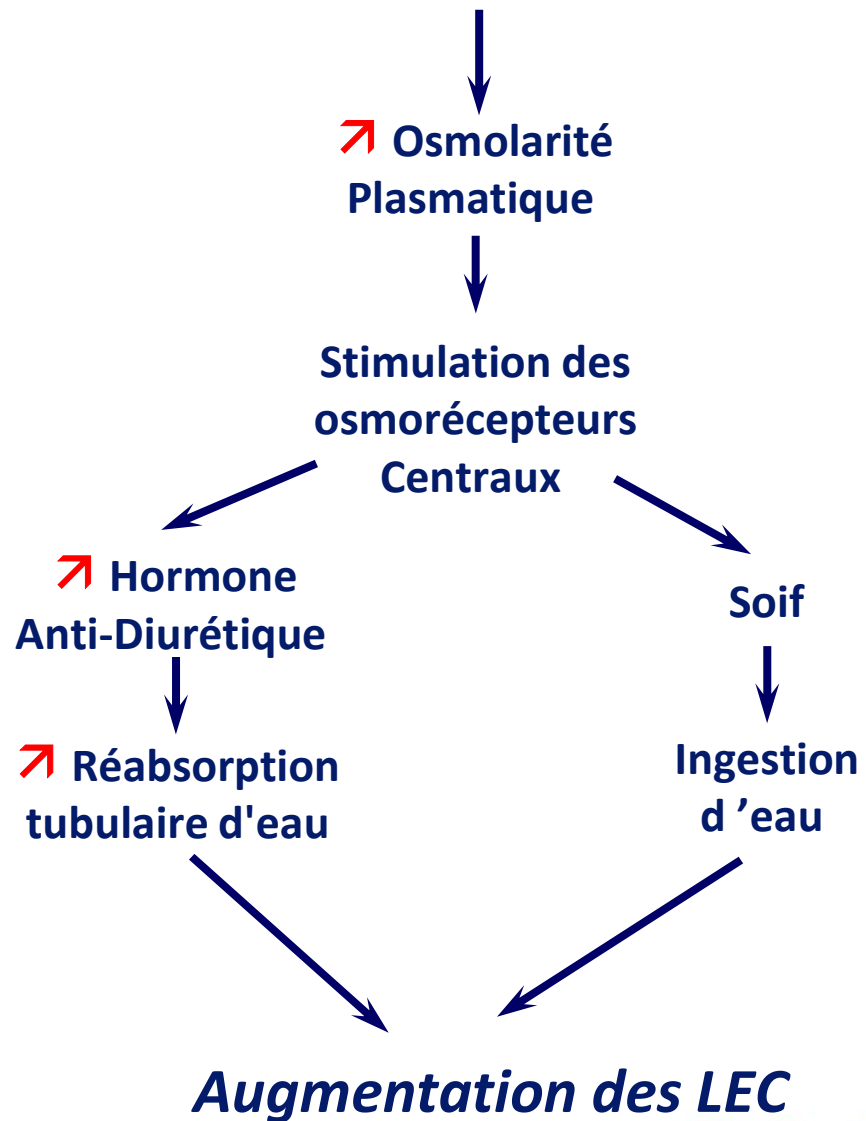 Osmolarité
Plasmatique
Stimulation des
osmorécepteurs
Centraux
Hormone
Anti-Diurétique
Soif
Réabsorption
tubulaire d'eau
Ingestion
d ’eau
Augmentation des LEC